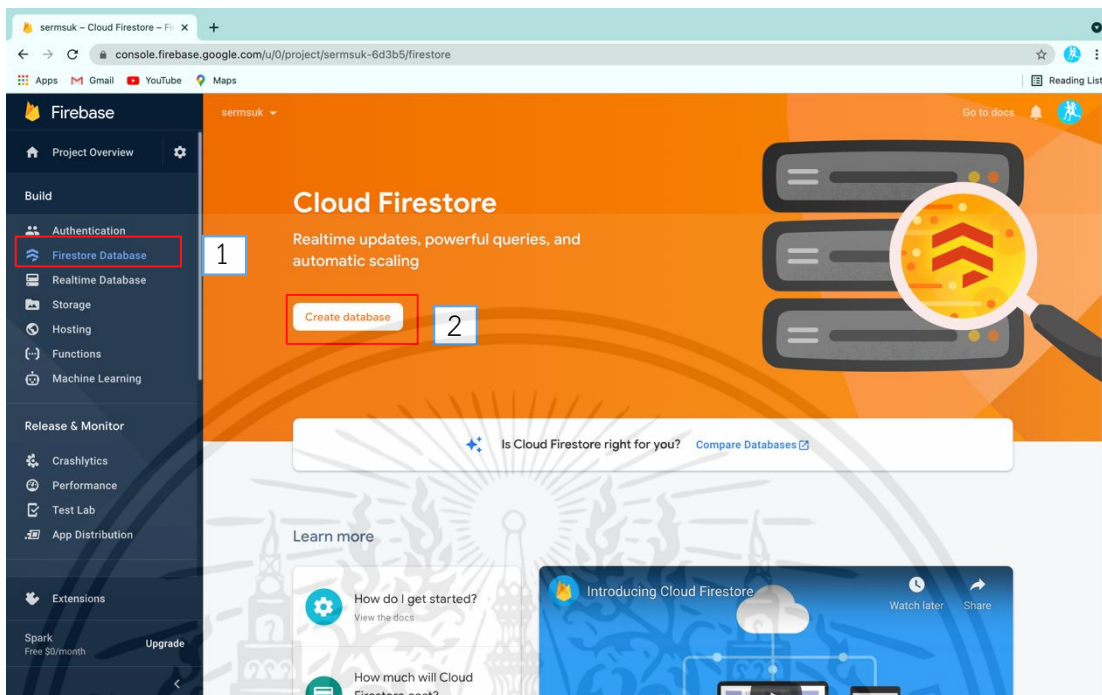 sermsuk – Cloud Firestore – Fi
console.firebase.google.com/u/0/project/sermsuk-6d3b5/firestore
Apps Gmail YouTube Maps Reading List
Firebase
sermsuk
Go to docs
Project Overview
Build
Authentication
Firestore Database
1
Realtime Database
Storage
Hosting
Functions
Machine Learning
Release & Monitor
Crashlytics
Performance
Test Lab
App Distribution
Extensions
Spark
Free $0/month
Upgrade
Cloud Firestore
Realtime updates, powerful queries, and
automatic scaling
Create database
2
Is Cloud Firestore right for you? Compare Databases
Learn more
How do I get started?
View the docs
How much will Cloud
Firestore cost?
Introducing Cloud Firestore
Watch later
Share